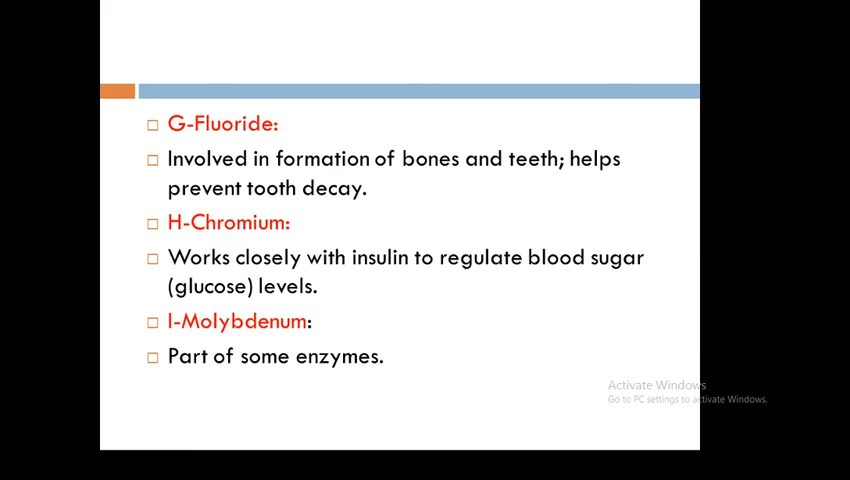 G-Fluoride:
Involved in formation of bones and teeth; helps
prevent tooth decay.
H-Chromium:
Works closely with insulin to regulate blood sugar
(glucose) levels.
I-Molybdenum:
Part of some enzymes.
Activate Windows
Go to PC settings to activate Windows.